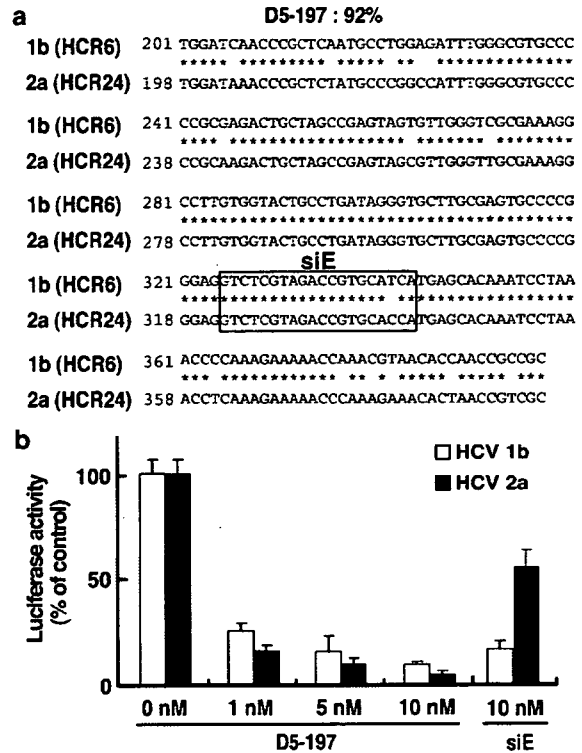 a
D5-197 : 92%
1b (HCR6) 201 TGGATCAACCCGCTCAATGCCTGGAGATTTGGGCGTGCCC
***** ********** ***** ** **************
2a (HCR24) 198 TGGATAAACCCGCTCTATGCCCGGCCATTTGGGCGTGCCC
1b (HCR6) 241 CCGCGAGACTGCTAGCCGAGTAGTGTTGGGTCGCGAAAGG
**** ****************** ******* ********
2a (HCR24) 238 CCGCAAGACTGCTAGCCGAGTAGCGTTGGGTTGCGAAAGG
1b (HCR6) 281 CCTTGTGGTACTGCCTGATAGGGTGCTTGCGAGTGCCCCG
****************************************
2a (HCR24) 278 CCTTGTGGTACTGCCTGATAGGGTGCTTGCGAGTGCCCCG
siE
1b (HCR6) 321 GGAGGTCTCGTAGACCGTGCATCATGAGCACAAATCCTAA
********************* ******************
2a (HCR24) 318 GGAGGTCTCGTAGACCGTGCACCATGAGCACAAATCCTAA
1b (HCR6) 361 ACCCCAAAGAAAAACCAAACGTAACACCAACCGCCGC
*** ************ *** * ***** ***** ***
2a (HCR24) 358 ACCTCAAAGAAAAACCCAAAGAAACACTAACCGTCGC
b
HCV 1b
HCV 2a
Luciferase activity
(% of control)
100
50
0
0 nM 1 nM 5 nM 10 nM 10 nM
D5-197 siE